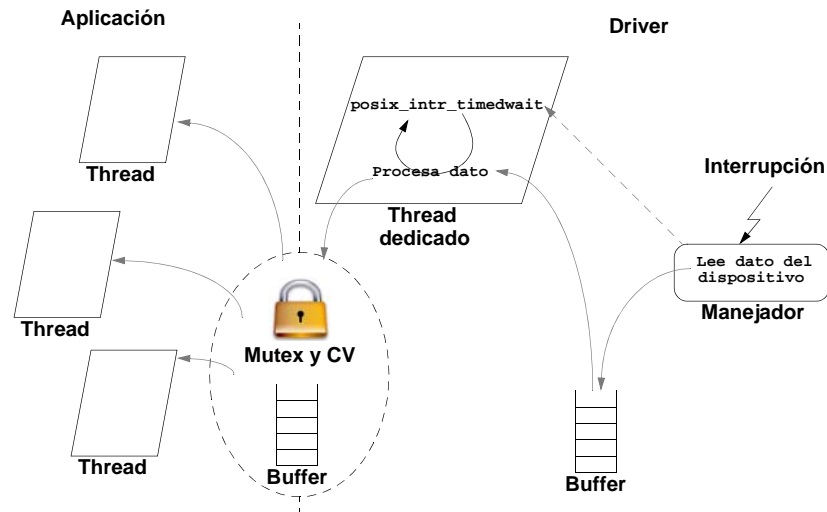 Aplicación
Driver
posix_intr_timedwait
Procesa dato
Thread
dedicado
Interrupción
Lee dato del
dispositivo
Manejador
Thread
Thread
Thread
Mutex y CV
Buffer
Buffer